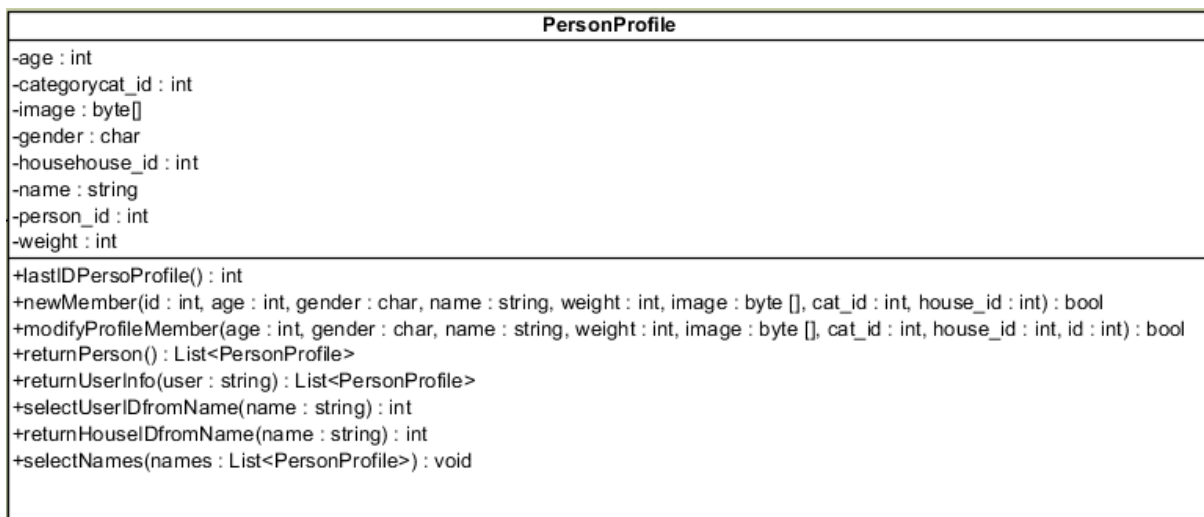 PersonProfile
-age : int
-categorycat_id : int
-image : byte[]
-gender : char
-househouse_id : int
-name : string
-person_id : int
-weight : int
+lastIDPersoProfile() : int
+newMember(id : int, age : int, gender : char, name : string, weight : int, image : byte [], cat_id : int, house_id : int) : bool
+modifyProfileMember(age : int, gender : char, name : string, weight : int, image : byte [], cat_id : int, house_id : int, id : int) : bool
+returnPerson() : List<PersonProfile>
+returnUserInfo(user : string) : List<PersonProfile>
+selectUserIDfromName(name : string) : int
+returnHouseIDfromName(name : string) : int
+selectNames(names : List<PersonProfile>) : void